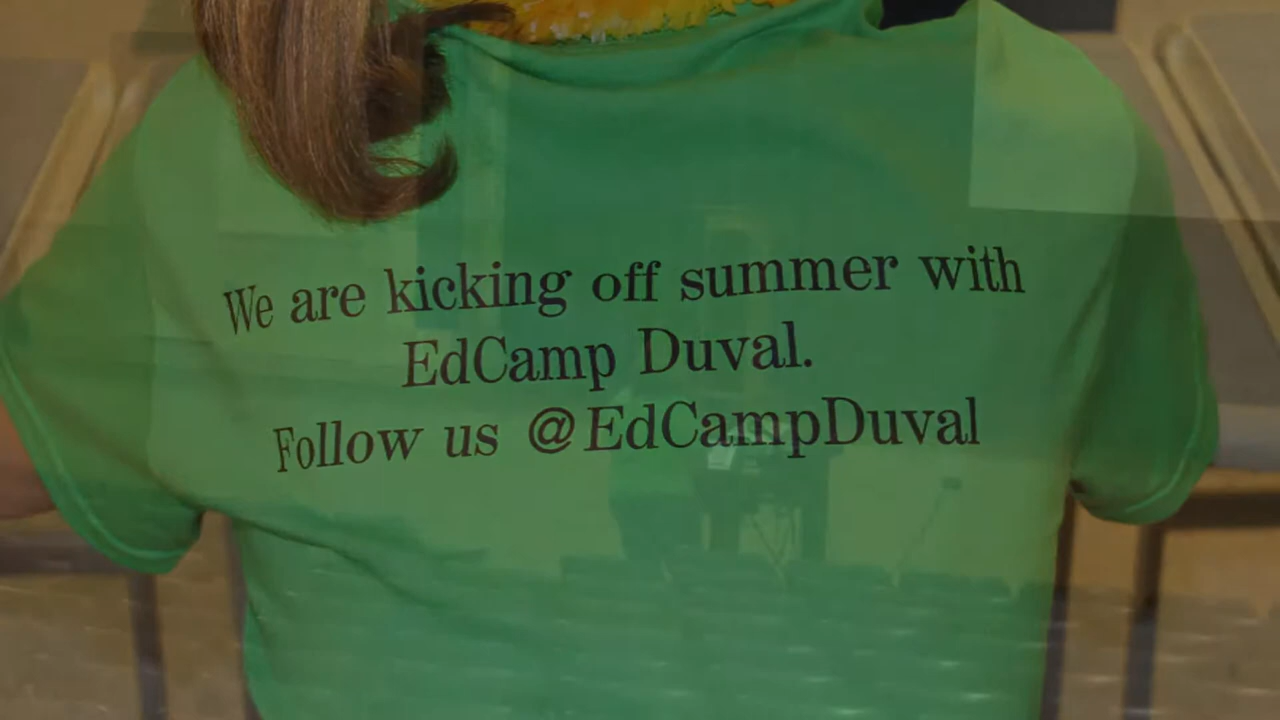 We are kicking off summer with
EdCamp Duval.
Follow us @EdCampDuval